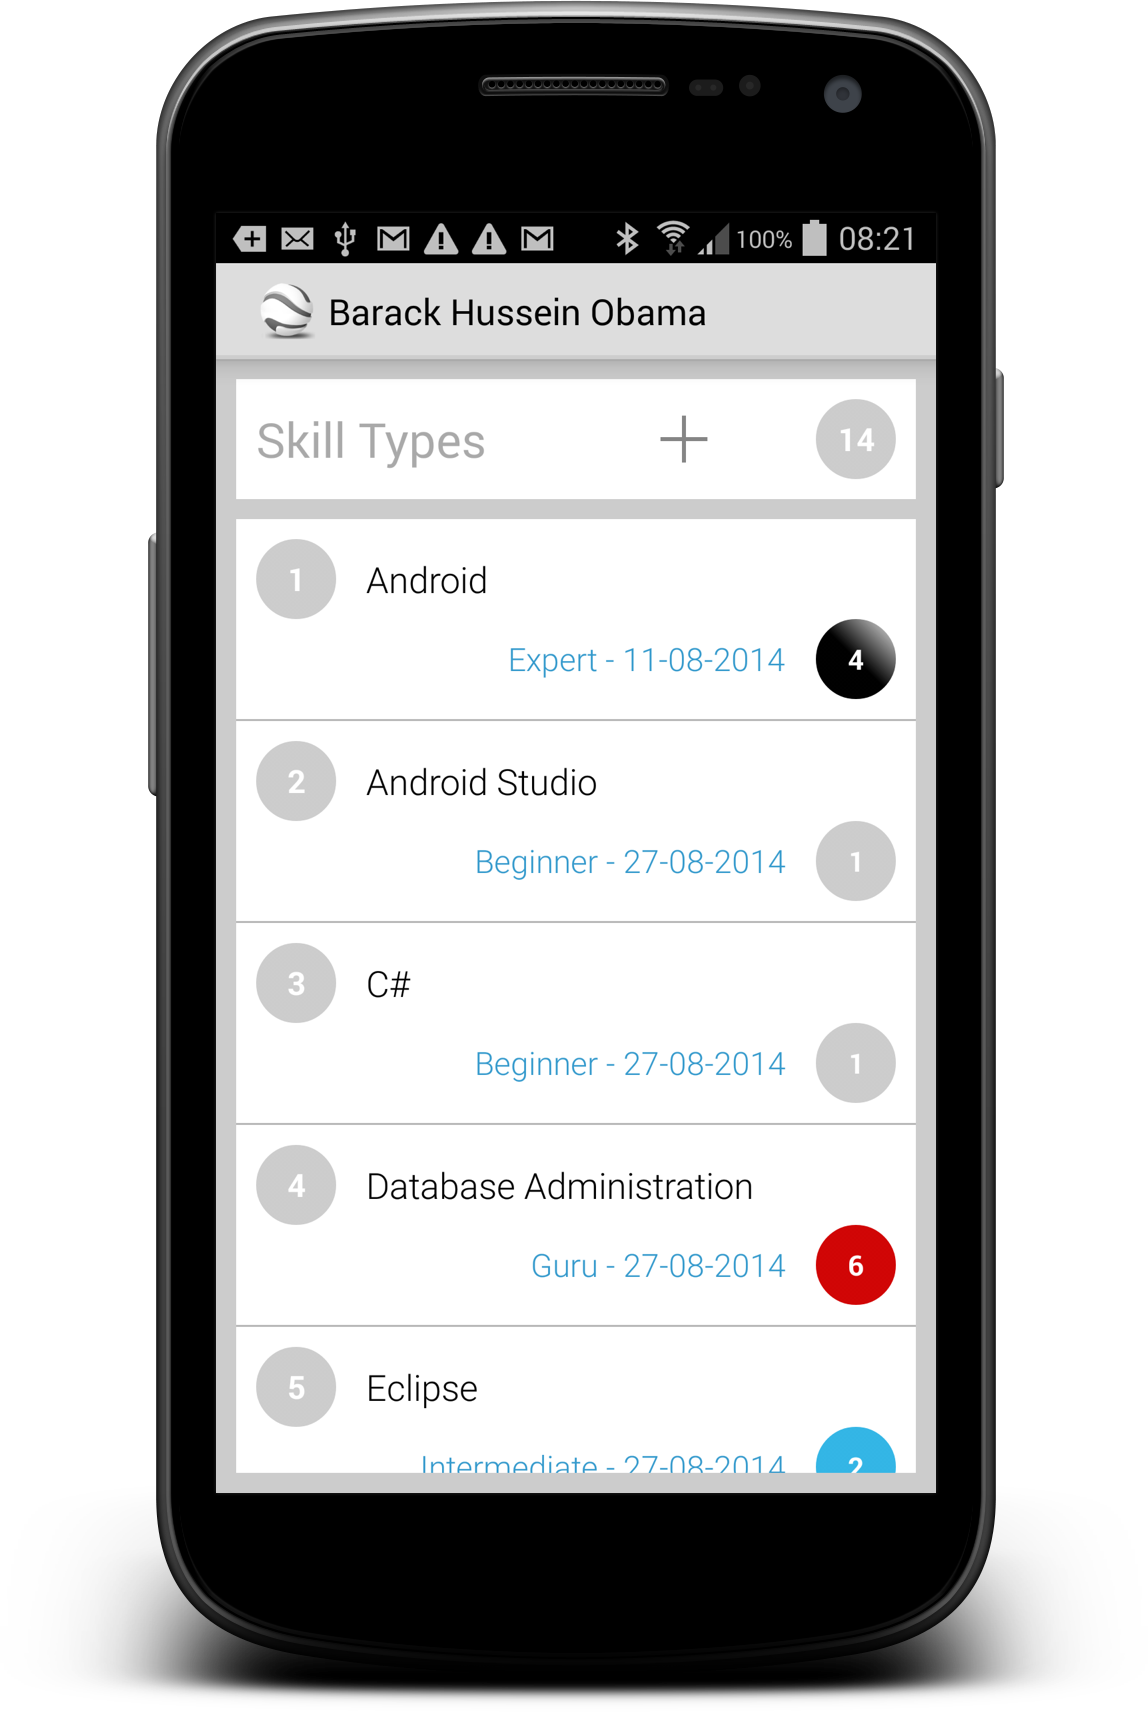 100% 08:21
Barack Hussein Obama
Skill Types 14
1 Android
Expert - 11-08-2014 4
2 Android Studio
Beginner - 27-08-2014 1
3 C#
Beginner - 27-08-2014 1
4 Database Administration
Guru - 27-08-2014 6
5 Eclipse
Intermediate - 27-08-2014 2